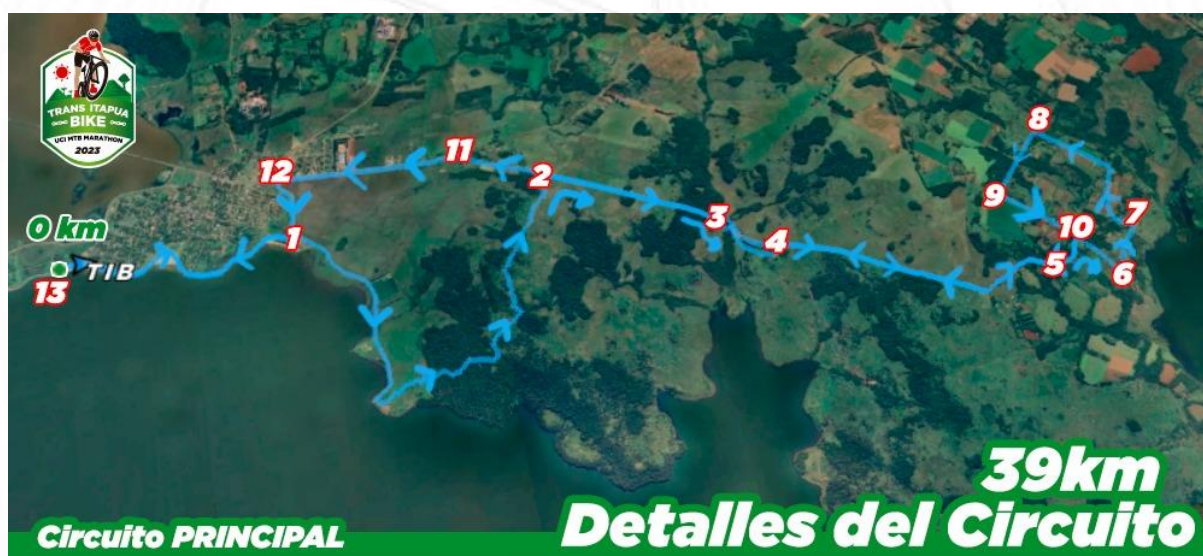 TRANS ITAPUA
BIKE
UCI MTB MARATHON
2023
8
12
11
2
9
3
10
7
0 km
1
4
5
6
13
TIB
39km
Detalles del Circuito
Circuito PRINCIPAL